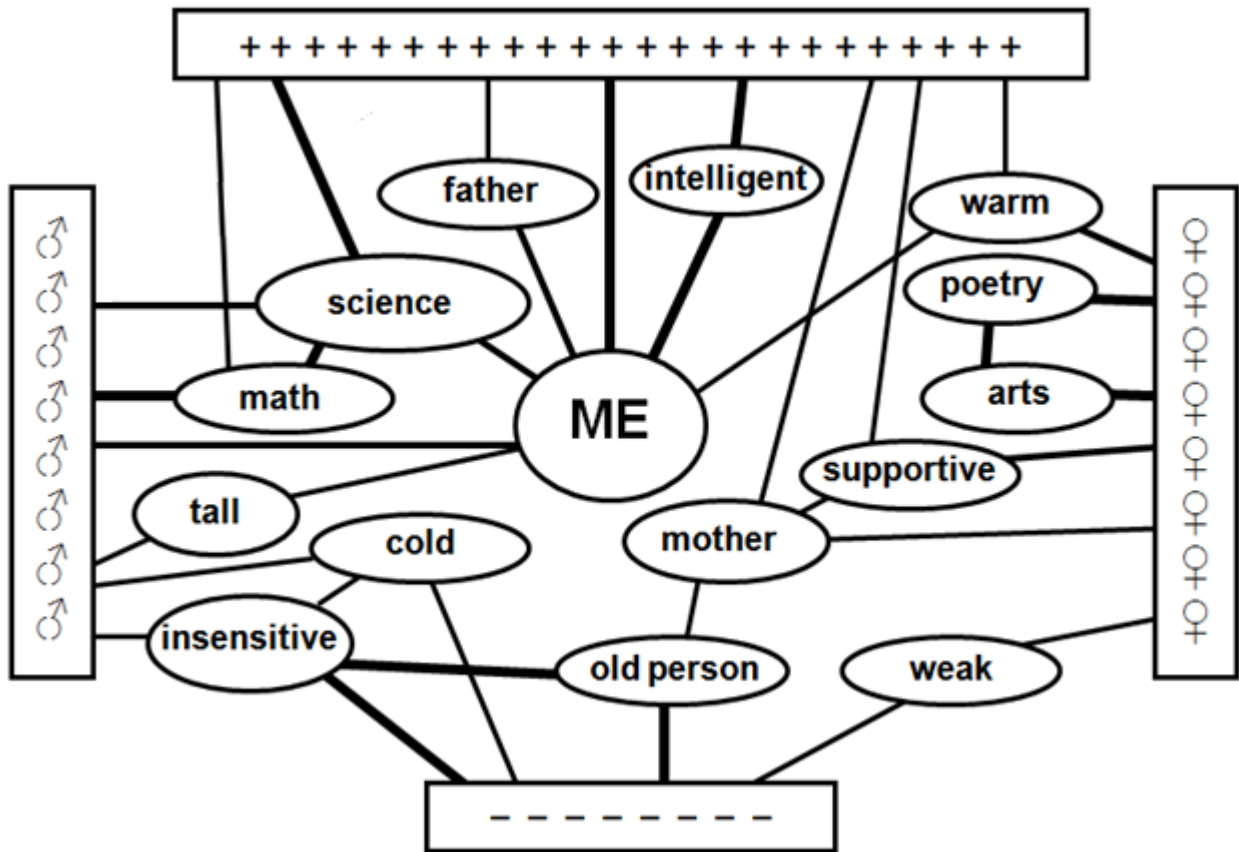 + + + + + + + + + + + + + + + + + + + + + + + +
father
intelligent
warm
science
poetry
math
ME
arts
supportive
tall
cold
mother
insensitive
old person
weak
♂
♂
♂
♂
♂
♂
♂
♂
♀
♀
♀
♀
♀
♀
♀
♀
– – – – – – – –